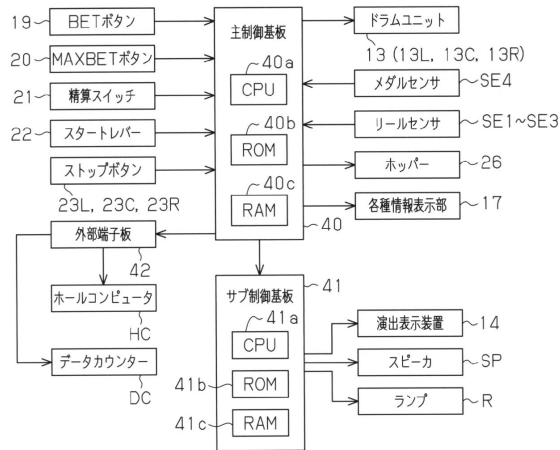 19
BETボタン
20
MAXBETボタン
21
精算スイッチ
22
スタートレバー
ストップボタン
23L, 23C, 23R
主制御基板
40a
CPU
40b
ROM
40c
RAM
40
ドラムユニット
13 (13L, 13C, 13R)
メダルセンサ
SE4
リールセンサ
SE1~SE3
ホッパー
26
各種情報表示部
17
外部端子板
42
ホールコンピュータ
HC
データカウンター
DC
サブ制御基板
41
41a
CPU
41b
ROM
41c
RAM
演出表示装置
14
スピーカ
SP
ランプ
R